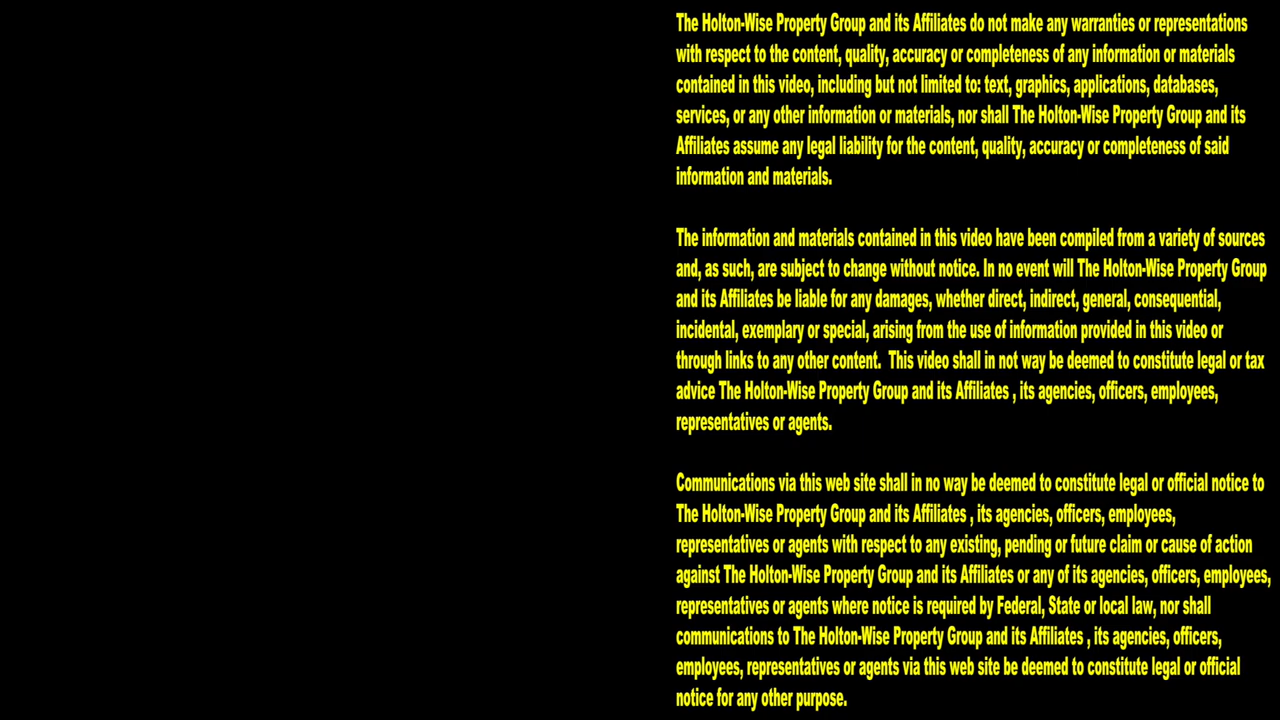 The Holton-Wise Property Group and its Affiliates do not make any warranties or representations
with respect to the content, quality, accuracy or completeness of any information or materials
contained in this video, including but not limited to: text, graphics, applications, databases,
services, or any other information or materials, nor shall The Holton-Wise Property Group and its
Affiliates assume any legal liability for the content, quality, accuracy or completeness of said
information and materials.
The information and materials contained in this video have been compiled from a variety of sources
and, as such, are subject to change without notice. In no event will The Holton-Wise Property Group
and its Affiliates be liable for any damages, whether direct, indirect, general, consequential,
incidental, exemplary or special, arising from the use of information provided in this video or
through links to any other content.  This video shall in not way be deemed to constitute legal or tax
advice The Holton-Wise Property Group and its Affiliates , its agencies, officers, employees,
representatives or agents.
Communications via this web site shall in no way be deemed to constitute legal or official notice to
The Holton-Wise Property Group and its Affiliates , its agencies, officers, employees,
representatives or agents with respect to any existing, pending or future claim or cause of action
against The Holton-Wise Property Group and its Affiliates or any of its agencies, officers, employees,
representatives or agents where notice is required by Federal, State or local law, nor shall
communications to The Holton-Wise Property Group and its Affiliates , its agencies, officers,
employees, representatives or agents via this web site be deemed to constitute legal or official
notice for any other purpose.